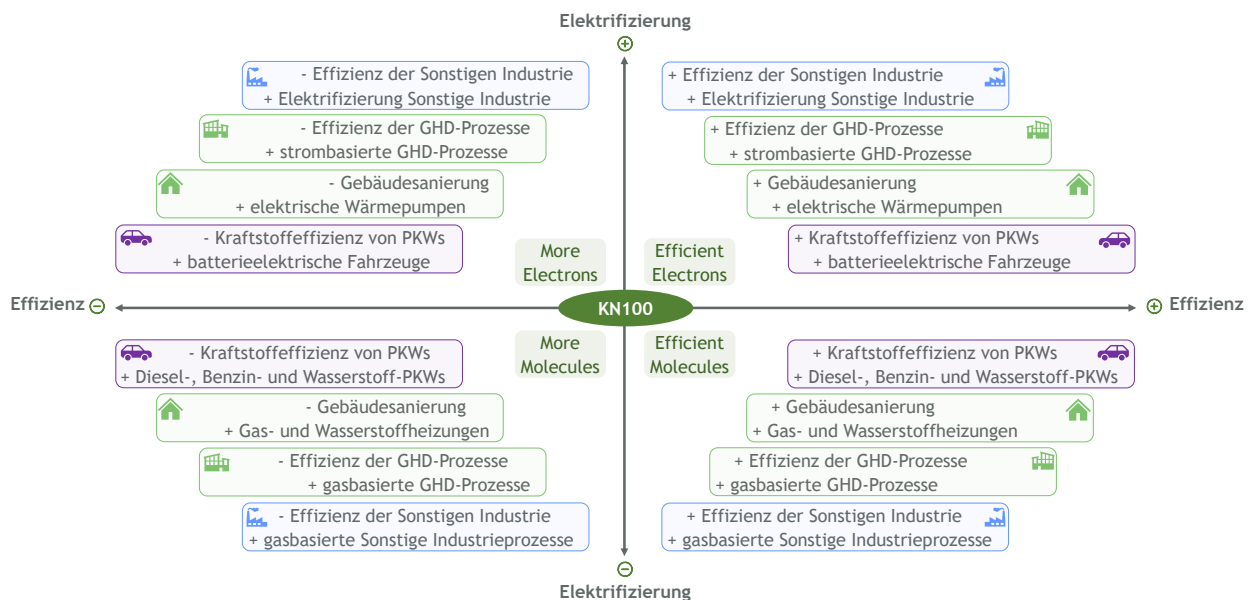 Elektrifizierung
+
- Effizienz der Sonstigen Industrie
+ Elektrifizierung Sonstige Industrie
+ Effizienz der Sonstigen Industrie
+ Elektrifizierung Sonstige Industrie
- Effizienz der GHD-Prozesse
+ strombasierte GHD-Prozesse
+ Effizienz der GHD-Prozesse
+ strombasierte GHD-Prozesse
- Gebäudesanierung
+ elektrische Wärmepumpen
+ Gebäudesanierung
+ elektrische Wärmepumpen
- Kraftstoffeffizienz von PKWs
+ batterieelektrische Fahrzeuge
More
Electrons
Efficient
Electrons
+ Kraftstoffeffizienz von PKWs
+ batterieelektrische Fahrzeuge
Effizienz -
KN100
+ Effizienz
- Kraftstoffeffizienz von PKWs
+ Diesel-, Benzin- und Wasserstoff-PKWs
More
Molecules
Efficient
Molecules
+ Kraftstoffeffizienz von PKWs
+ Diesel-, Benzin- und Wasserstoff-PKWs
- Gebäudesanierung
+ Gas- und Wasserstoffheizungen
+ Gebäudesanierung
+ Gas- und Wasserstoffheizungen
- Effizienz der GHD-Prozesse
+ gasbasierte GHD-Prozesse
+ Effizienz der GHD-Prozesse
+ gasbasierte GHD-Prozesse
- Effizienz der Sonstigen Industrie
+ gasbasierte Sonstige Industrieprozesse
+ Effizienz der Sonstigen Industrie
+ gasbasierte Sonstige Industrieprozesse
-
Elektrifizierung